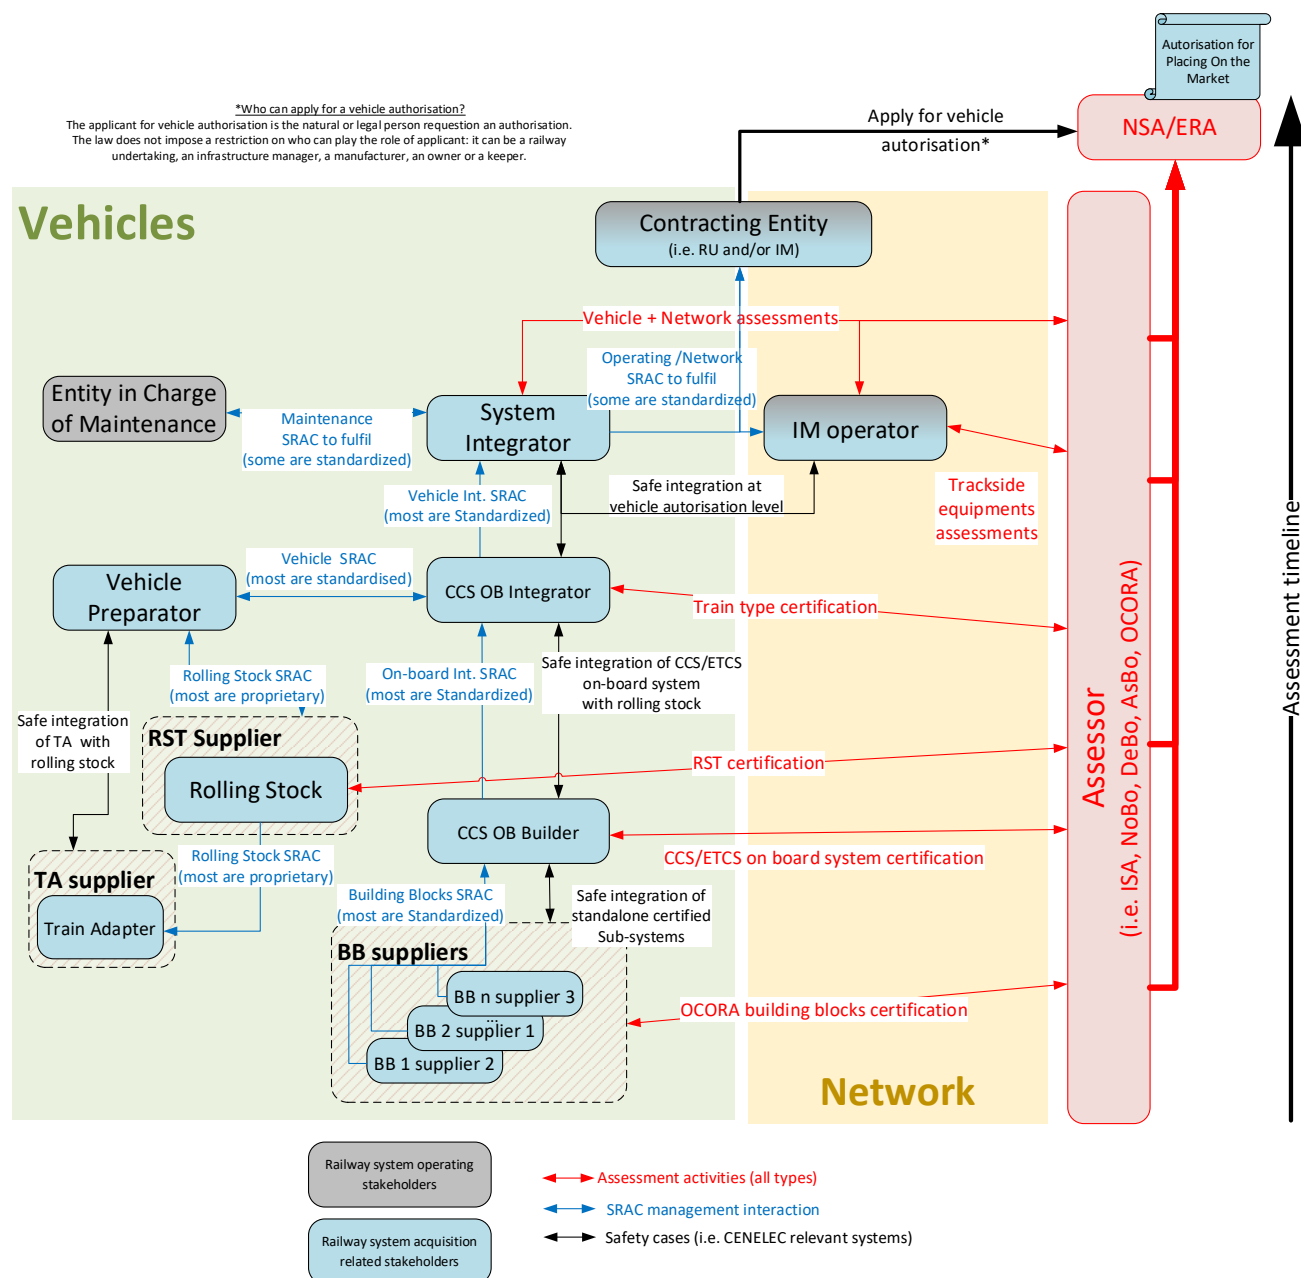 Autorisation for
Placing On the
Market
*Who can apply for a vehicle authorisation?
The applicant for vehicle authorisation is the natural or legal person requestion an authorisation.
The law does not impose a restriction on who can play the role of applicant: it can be a railway
undertaking, an infrastructure manager, a manufacturer, an owner or a keeper.
Apply for vehicle
autorisation*
NSA/ERA
Vehicles
Contracting Entity
(i.e. RU and/or IM)
Vehicle + Network assessments
Operating /Network
SRAC to fulfil
(some are standardized)
Entity in Charge
of Maintenance
Maintenance
SRAC to fulfil
(some are standardized)
System
Integrator
IM operator
Vehicle Int. SRAC
(most are Standardized)
Safe integration at
vehicle autorisation level
Trackside
equipments
assessments
Assessment timeline
Vehicle SRAC
(most are standardised)
Vehicle
Preparator
CCS OB Integrator
Train type certification
Assessor
(i.e. ISA, NoBo, DeBo, AsBo, OCORA)
Rolling Stock SRAC
(most are proprietary)
On-board Int. SRAC
(most are Standardized)
Safe integration of CCS/ETCS
on-board system
with rolling stock
Safe integration
of TA with
rolling stock
RST Supplier
Rolling Stock
RST certification
CCS OB Builder
CCS/ETCS on board system certification
Rolling Stock SRAC
(most are proprietary)
TA supplier
Train Adapter
Building Blocks SRAC
(most are Standardized)
Safe integration of
standalone certified
Sub-systems
BB suppliers
BB n supplier 3
...
BB 2 supplier 1
BB 1 supplier 2
OCORA building blocks certification
Network
Railway system operating
stakeholders
Railway system acquisition
related stakeholders
Assessment activities (all types)
SRAC management interaction
Safety cases (i.e. CENELEC relevant systems)